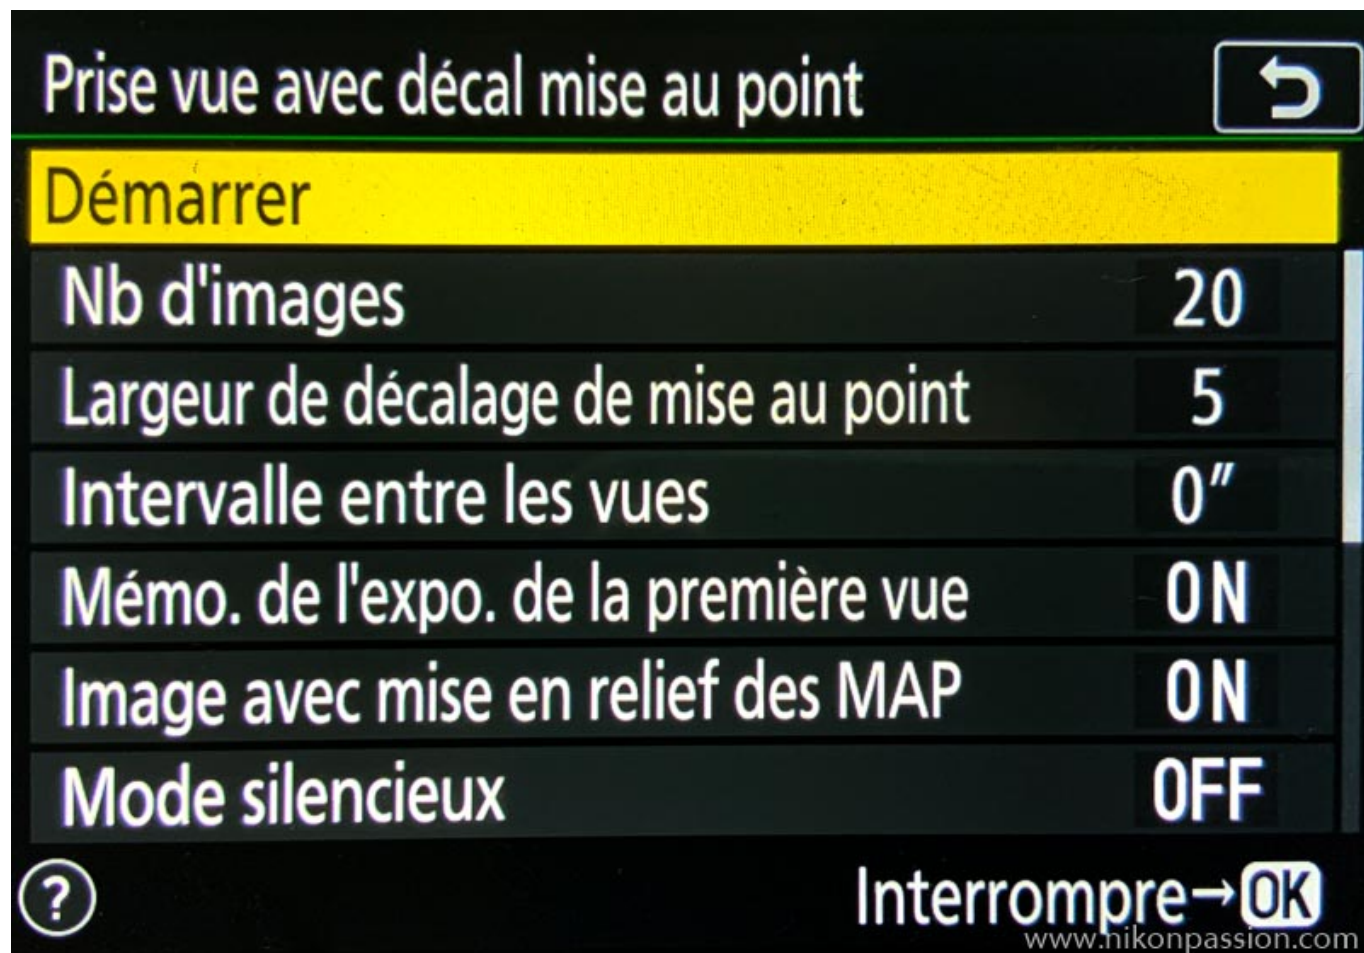 Prise vue avec décal mise au point
Démarrer
Nb d'images 20
Largeur de décalage de mise au point 5
Intervalle entre les vues 0"
Mémo. de l'expo. de la première vue ON
Image avec mise en relief des MAP ON
Mode silencieux OFF
? Interrompre→OK
www.nikonpassion.com